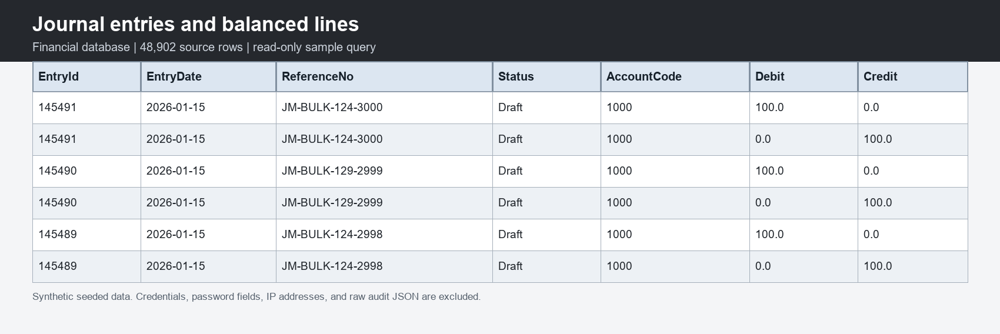 Journal entries and balanced lines
Financial database | 48,902 source rows | read-only sample query
EntryId EntryDate ReferenceNo Status AccountCode Debit Credit
145491 2026-01-15 JM-BULK-124-3000 Draft 1000 100.0 0.0
145491 2026-01-15 JM-BULK-124-3000 Draft 1000 0.0 100.0
145490 2026-01-15 JM-BULK-129-2999 Draft 1000 100.0 0.0
145490 2026-01-15 JM-BULK-129-2999 Draft 1000 0.0 100.0
145489 2026-01-15 JM-BULK-124-2998 Draft 1000 100.0 0.0
145489 2026-01-15 JM-BULK-124-2998 Draft 1000 0.0 100.0
Synthetic seeded data. Credentials, password fields, IP addresses, and raw audit JSON are excluded.